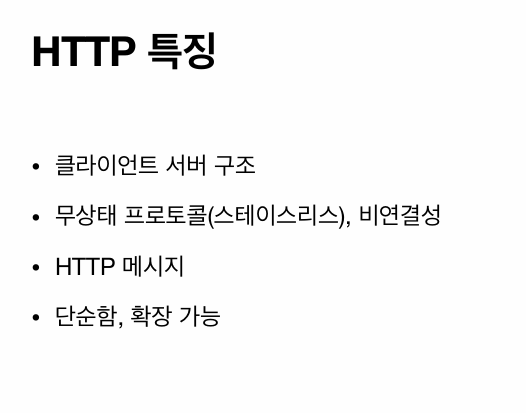 HTTP 특징
• 클라이언트 서버 구조
• 무상태 프로토콜(스테이스리스), 비연결성
• HTTP 메시지
• 단순함, 확장 가능